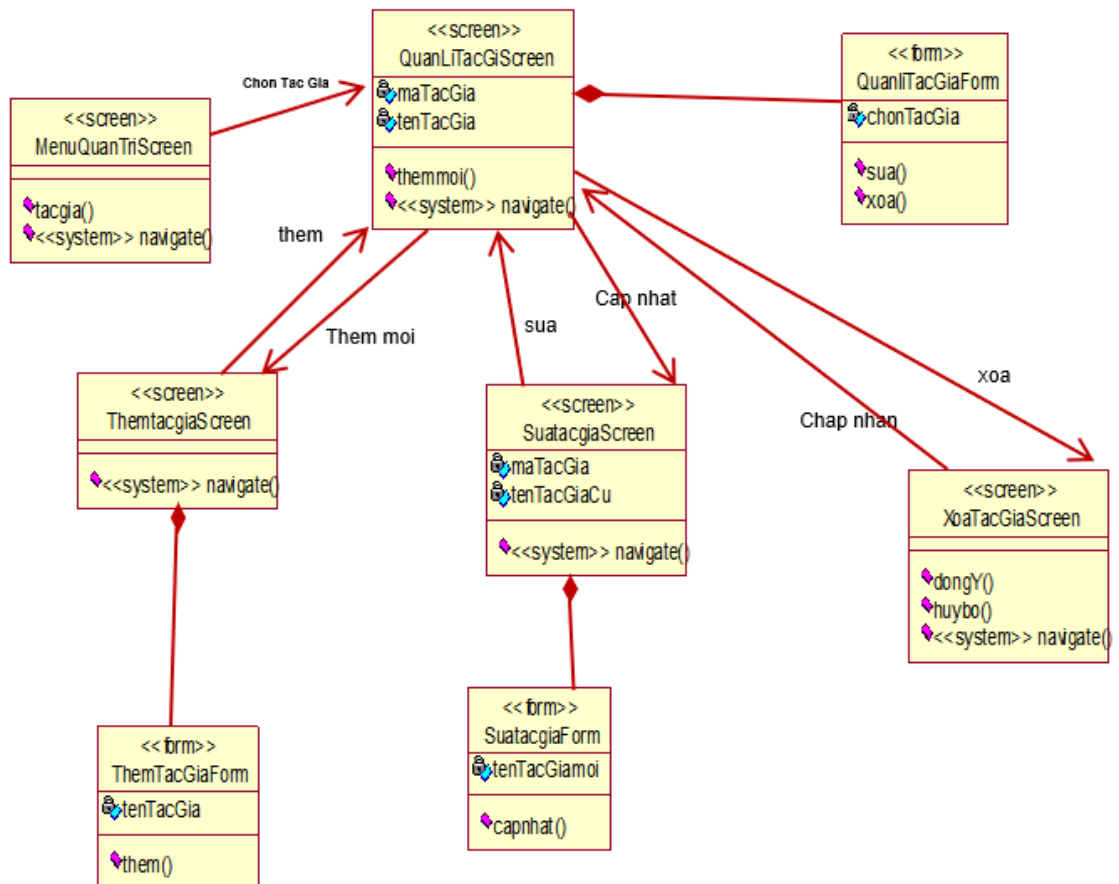 <<screen>>
QuanLiTacGiScreen
maTacGia
tenTacGia
themmoi()
<<system>> navigate()
<<form>>
QuanliTacGiaForm
chonTacGia
sua()
xoa()
Chon Tac Gia
<<screen>>
MenuQuanTriScreen
tacgia()
<<system>> navigate()
them
Them moi
sua
Cap nhat
xoa
Chap nhan
<<screen>>
ThemtacgiaScreen
<<system>> navigate()
<<screen>>
SuatacgiaScreen
maTacGia
tenTacGiaCu
<<system>> navigate()
<<screen>>
XoaTacGiaScreen
dongY()
huybo()
<<system>> navigate()
<<form>>
ThemTacGiaForm
tenTacGia
them()
<<form>>
SuatacgiaForm
tenTacGiamoi
capnhat()